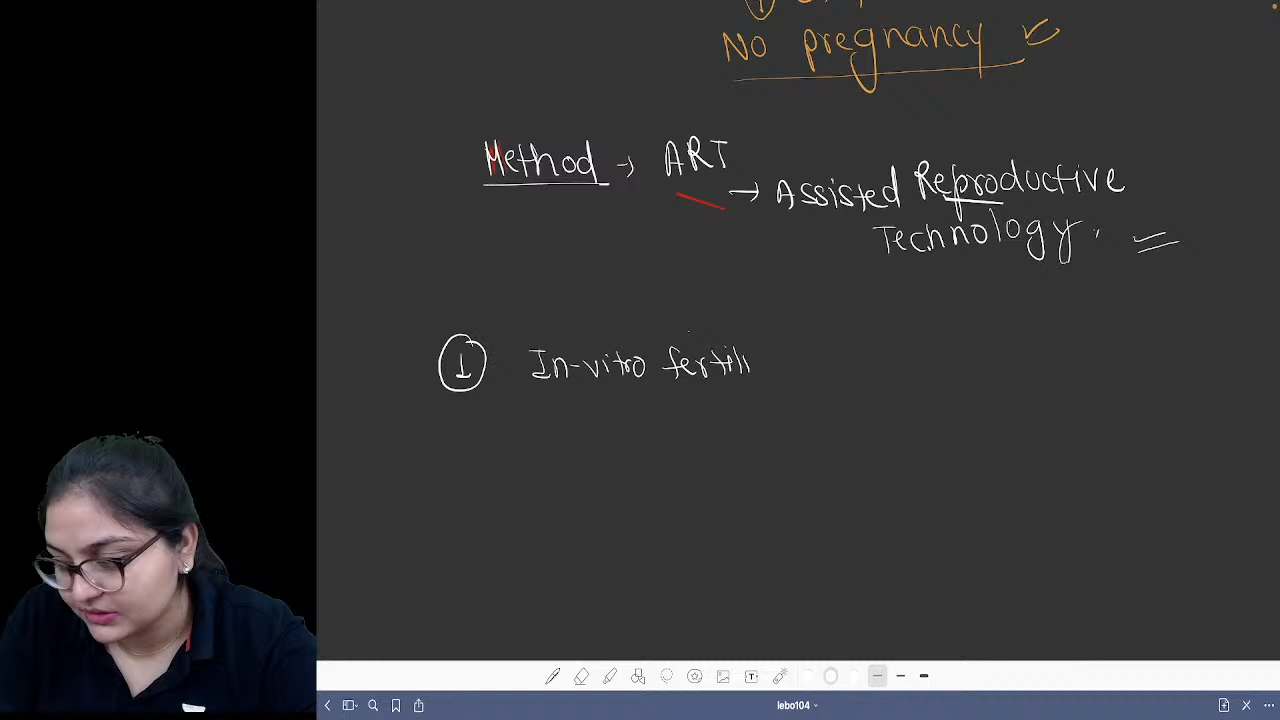 No pregnancy
Method → ART
→ Assisted Reproductive
Technology.
1 In-vitro fertili
lebo104